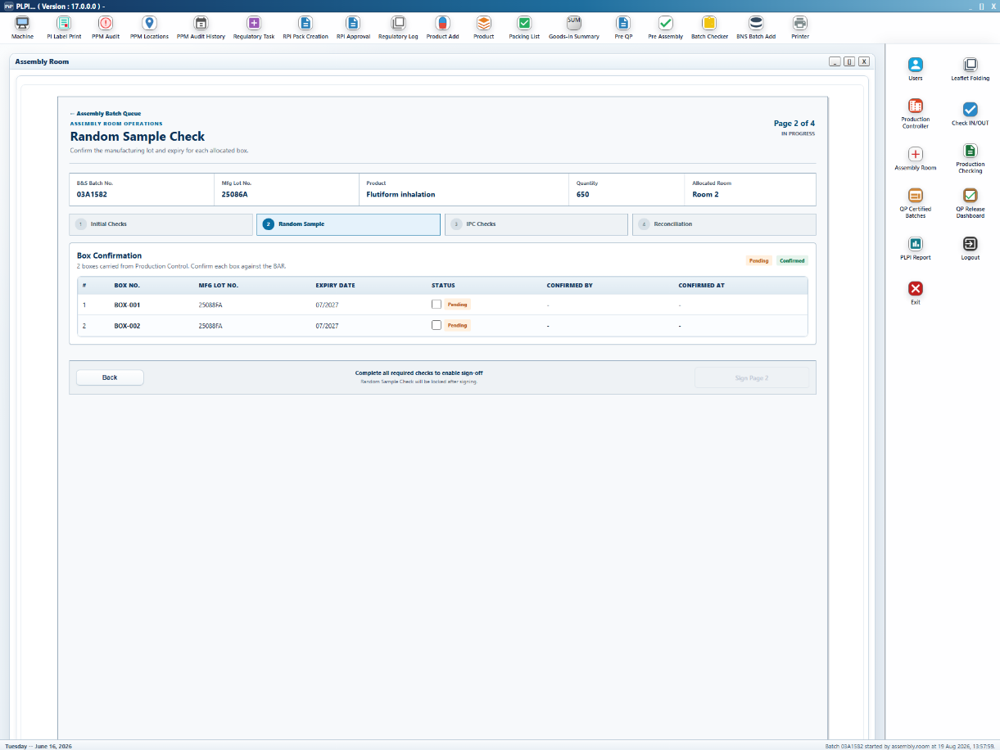 PLPI... ( Version : 17.0.0.0 ) -
Machine
PI Label Print
PPM Audit
PPM Locations
PPM Audit History
Regulatory Task
RPI Pack Creation
RPI Approval
Regulatory Log
Product Add
Product
Packing List
SUM
Goods-in Summary
Pre QP
Pre Assembly
Batch Checker
BNS Batch Add
Printer
Assembly Room
← Assembly Batch Queue
ASSEMBLY ROOM OPERATIONS
Random Sample Check
Confirm the manufacturing lot and expiry for each allocated box.
Page 2 of 4
IN PROGRESS
B&S Batch No.
03A1582
Mfg Lot No.
25086A
Product
Flutiform inhalation
Quantity
650
Allocated Room
Room 2
1 Initial Checks
2 Random Sample
3 IPC Checks
4 Reconciliation
Box Confirmation
2 boxes carried from Production Control. Confirm each box against the BAR.
Pending Confirmed
# BOX NO. MFG LOT NO. EXPIRY DATE STATUS CONFIRMED BY CONFIRMED AT
1 BOX-001 25088FA 07/2027 Pending - -
2 BOX-002 25088FA 07/2027 Pending - -
Back
Complete all required checks to enable sign-off
Random Sample Check will be locked after signing.
Sign Page 2
Users
Leaflet Folding
Production
Controller
Check IN/OUT
Assembly Room
Production
Checking
QP Certified
Batches
QP Release
Dashboard
PLPI Report
Logout
Exit
Tuesday -- June 16, 2026
Batch 03A1582 started by assembly.room at 19 Aug 2026, 13:57:59.